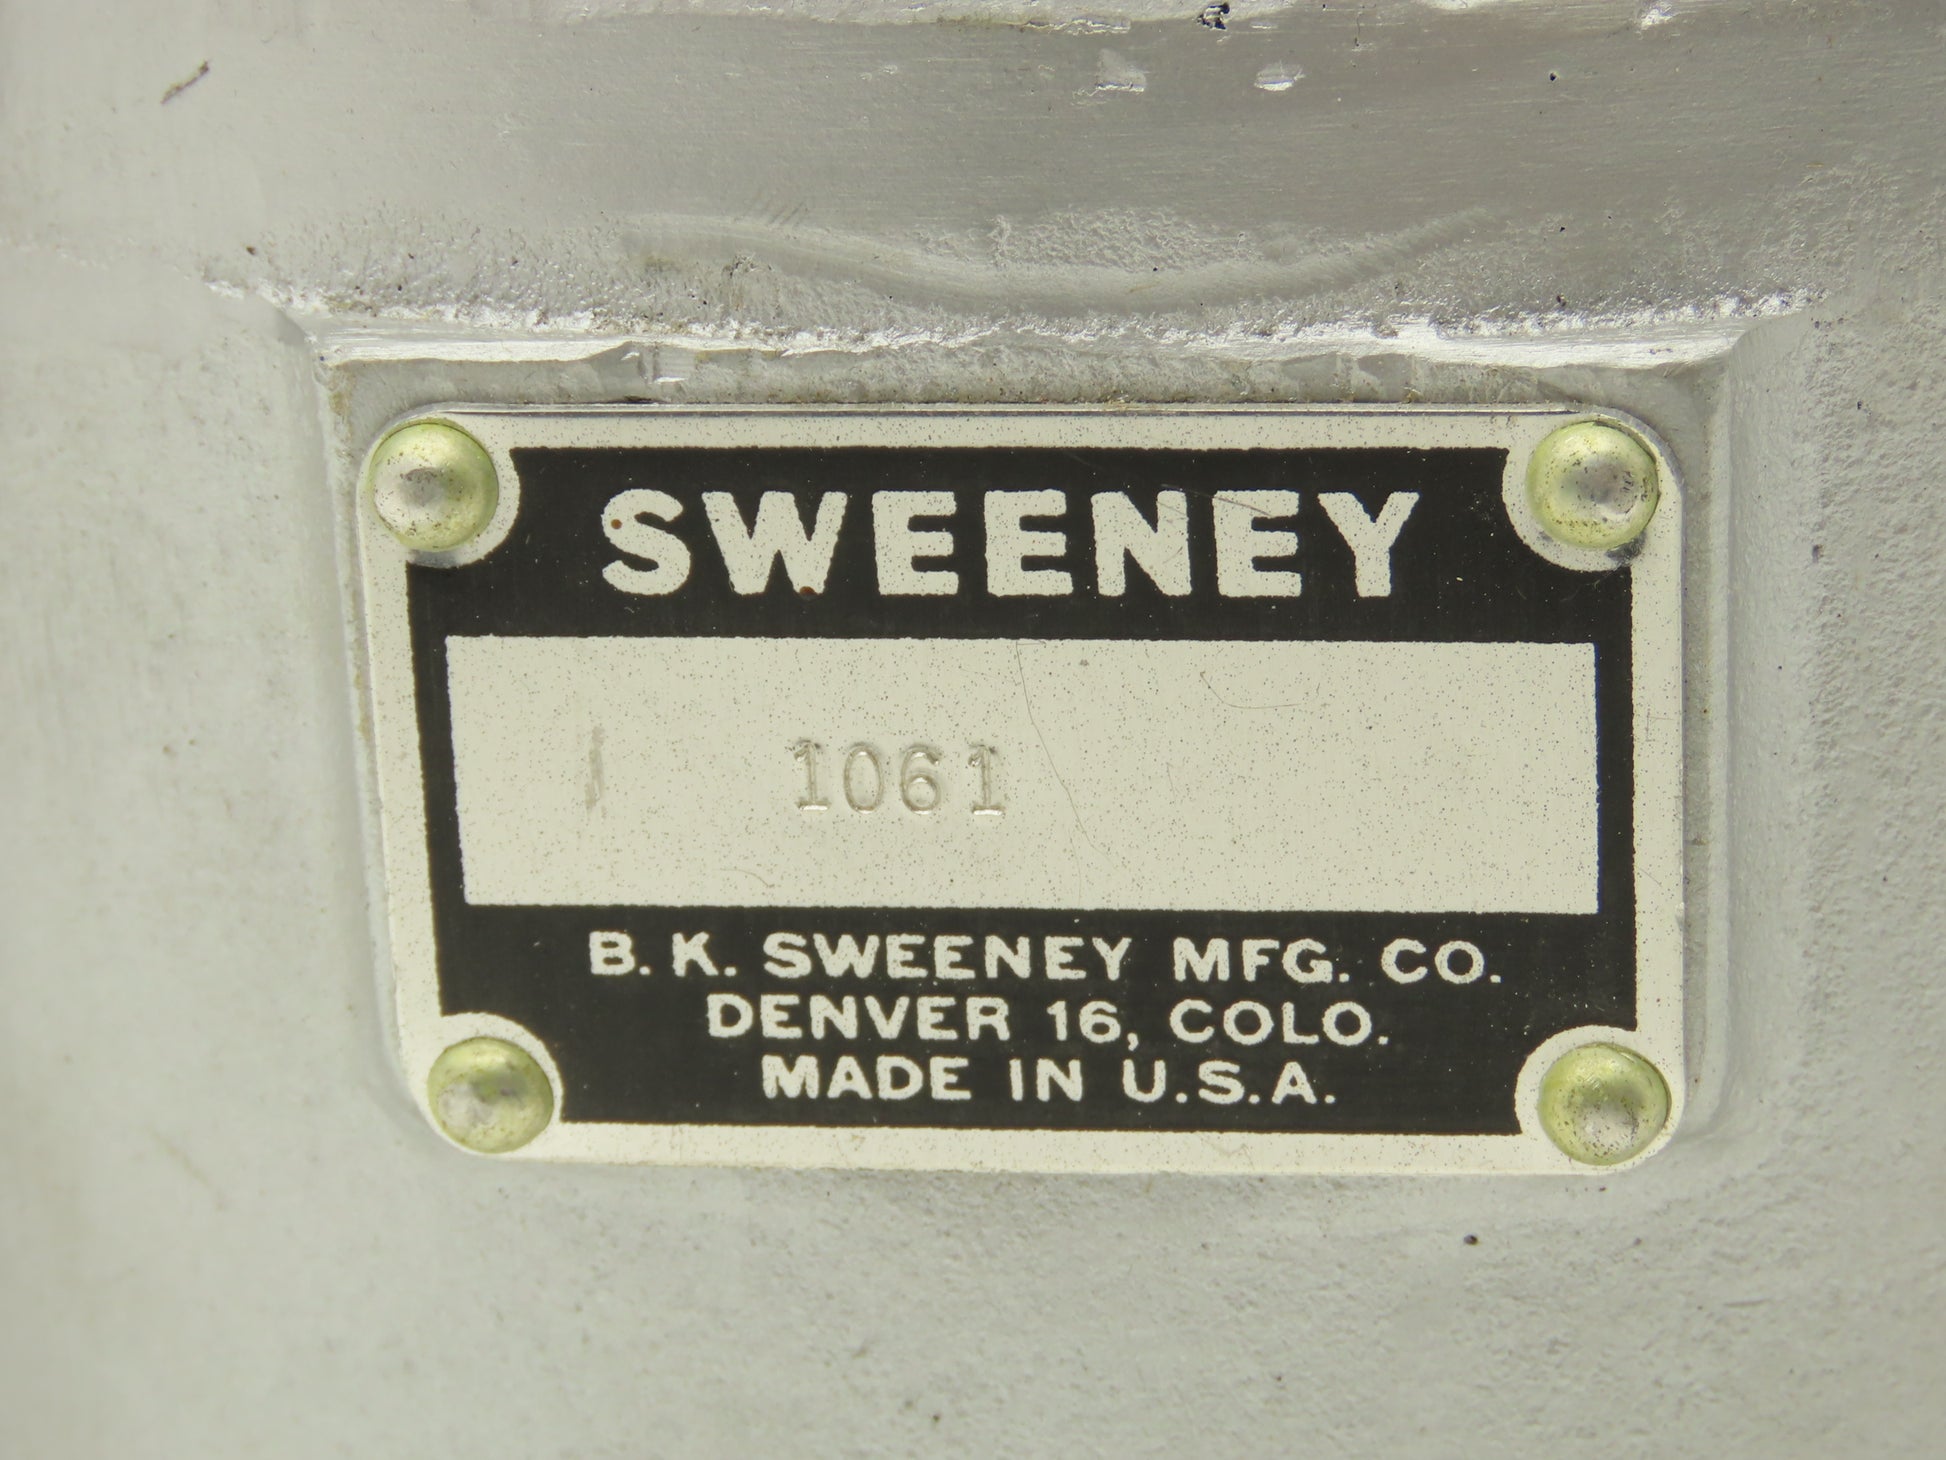 SWEENEY
1061
B. K. SWEENEY MFG. CO.
DENVER 16, COLO.
MADE IN U.S.A.